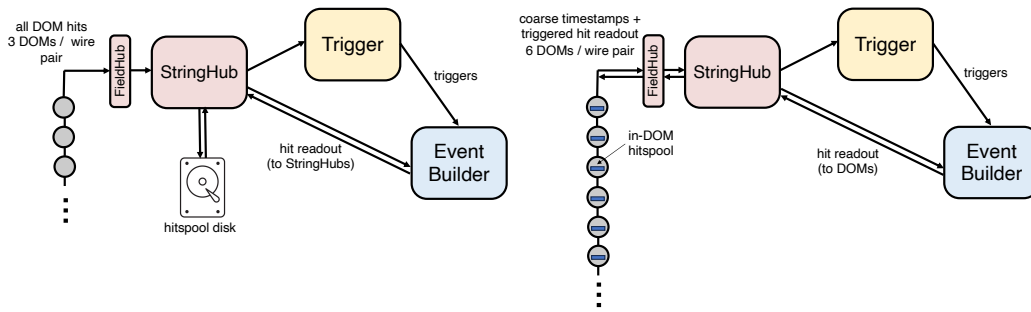 all DOM hits
3 DOMs / wire
pair
FieldHub
StringHub
Trigger
triggers
Event
Builder
hit readout
(to StringHubs)
hitspool disk
coarse timestamps +
triggered hit readout
6 DOMs / wire pair
FieldHub
StringHub
Trigger
triggers
in-DOM
hitspool
Event
Builder
hit readout
(to DOMs)